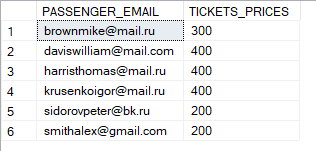 PASSENGER_EMAIL TICKETS_PRICES
1 brownmike@mail.ru 300
2 daviswilliam@mail.com 400
3 harristhomas@mail.ru 400
4 krusenkoigor@mail.ru 400
5 sidorovpeter@bk.ru 200
6 smithalex@gmail.com 200